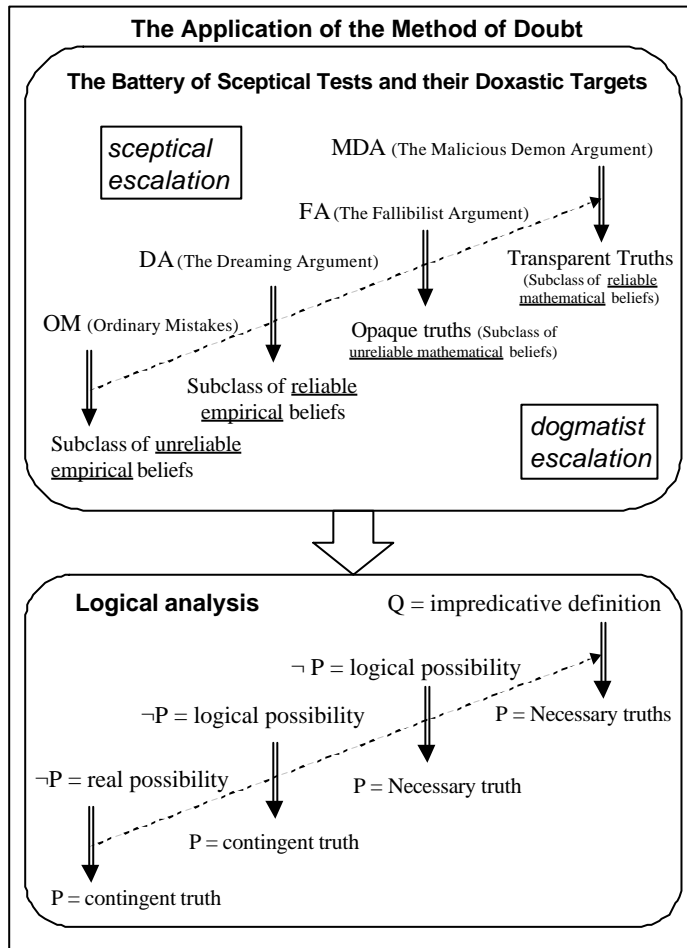 The Application of the Method of Doubt
The Battery of Sceptical Tests and their Doxastic Targets
sceptical
escalation
MDA (The Malicious Demon Argument)
FA (The Fallibilist Argument)
DA (The Dreaming Argument)
OM (Ordinary Mistakes)
Transparent Truths
(Subclass of reliable
mathematical beliefs)
Opaque truths (Subclass of
unreliable mathematical beliefs)
Subclass of reliable
empirical beliefs
Subclass of unreliable
empirical beliefs
dogmatist
escalation
Logical analysis
Q = impredicative definition
¬ P = logical possibility
¬P = logical possibility
¬P = real possibility
P = Necessary truths
P = Necessary truth
P = contingent truth
P = contingent truth